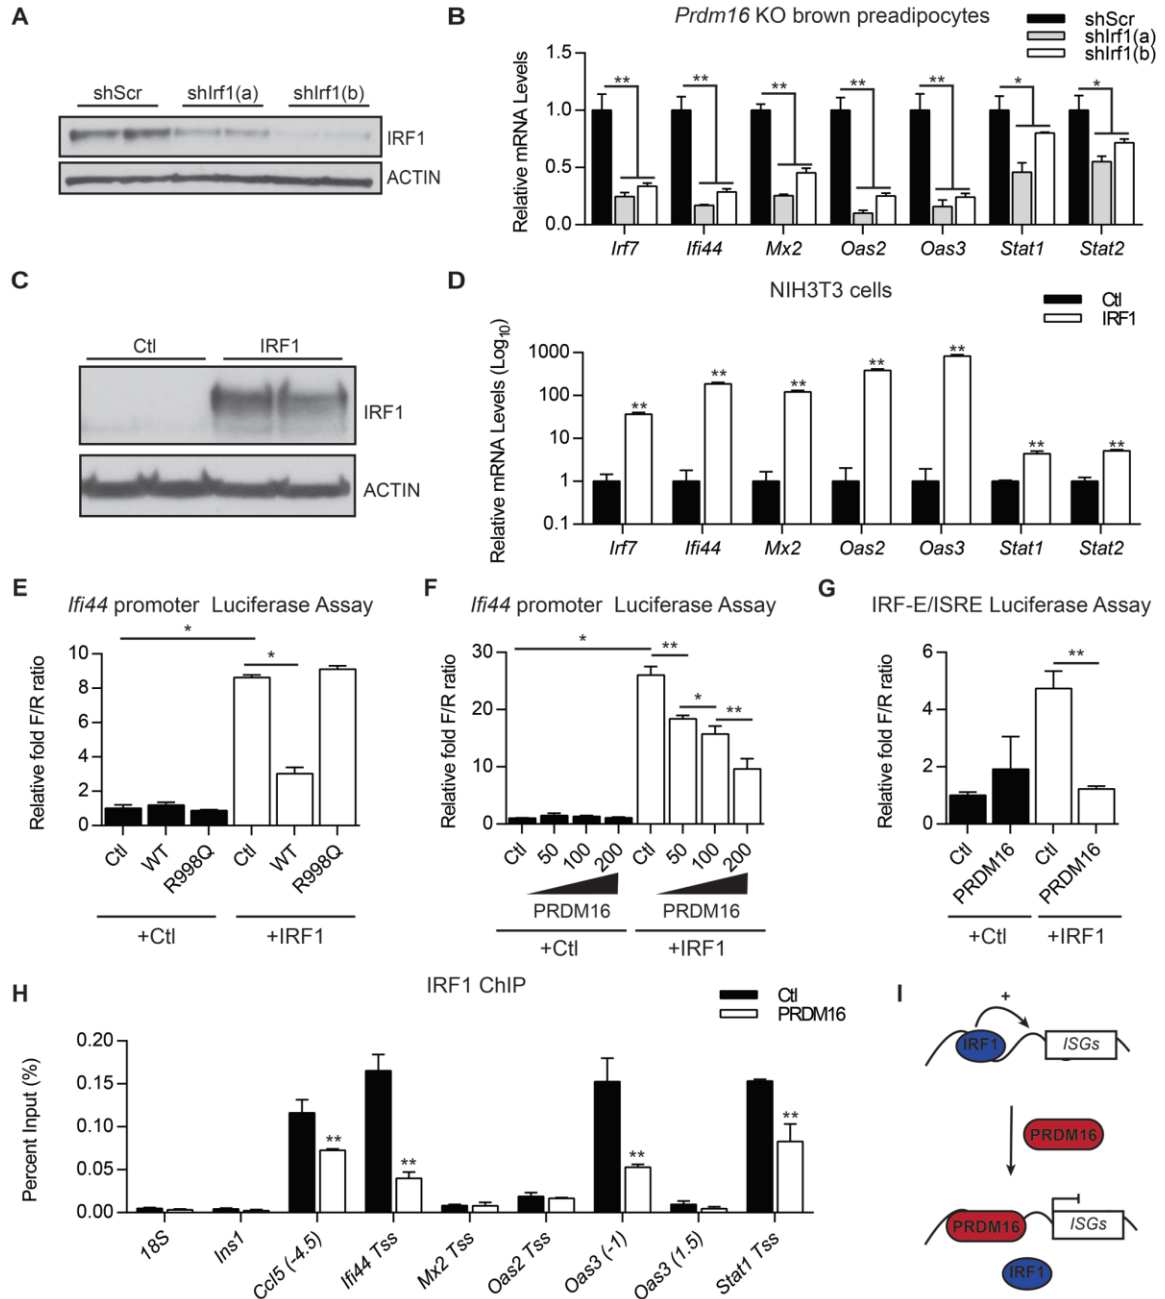 A
shScr shIrf1(a) shIrf1(b)
IRF1
ACTIN
B
Prdm16 KO brown preadipocytes
shScr
shIrf1(a)
shIrf1(b)
Relative mRNA Levels
1.5
1.0
0.5
0.0
** ** ** ** ** * *
Irf7 Ifi44 Mx2 Oas2 Oas3 Stat1 Stat2
C
Ctl IRF1
IRF1
ACTIN
D
NIH3T3 cells
Ctl
IRF1
Relative mRNA Levels (Log10)
1000
100
10
1
0.1
** ** ** ** ** ** **
Irf7 Ifi44 Mx2 Oas2 Oas3 Stat1 Stat2
E
Ifi44 promoter Luciferase Assay
Relative fold F/R ratio
10
8
6
4
2
0
* *
Ctl WT R998Q Ctl WT R998Q
+Ctl +IRF1
F
Ifi44 promoter Luciferase Assay
Relative fold F/R ratio
30
20
10
0
* ** * **
Ctl 50 100 200 Ctl 50 100 200
PRDM16 PRDM16
+Ctl +IRF1
G
IRF-E/ISRE Luciferase Assay
Relative fold F/R ratio
6
4
2
0
**
Ctl PRDM16 Ctl PRDM16
+Ctl +IRF1
H
IRF1 ChIP
Ctl
PRDM16
Percent Input (%)
0.20
0.15
0.10
0.05
0.00
** ** ** **
18S Ins1 Ccl5 (-4.5) Ifi44 Tss Mx2 Tss Oas2 Tss Oas3 (-1) Oas3 (1.5) Stat1 Tss
I
+
IRF1 ISGs
PRDM16
PRDM16 ISGs
IRF1